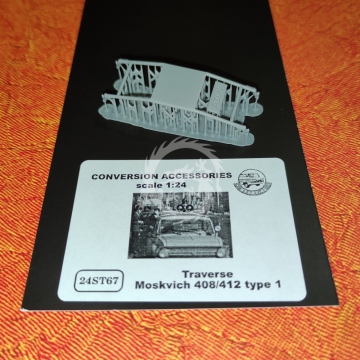 CONVERSION ACCESSORIES
scale 1:24
24ST67
Traverse
Moskvich 408/412 type 1